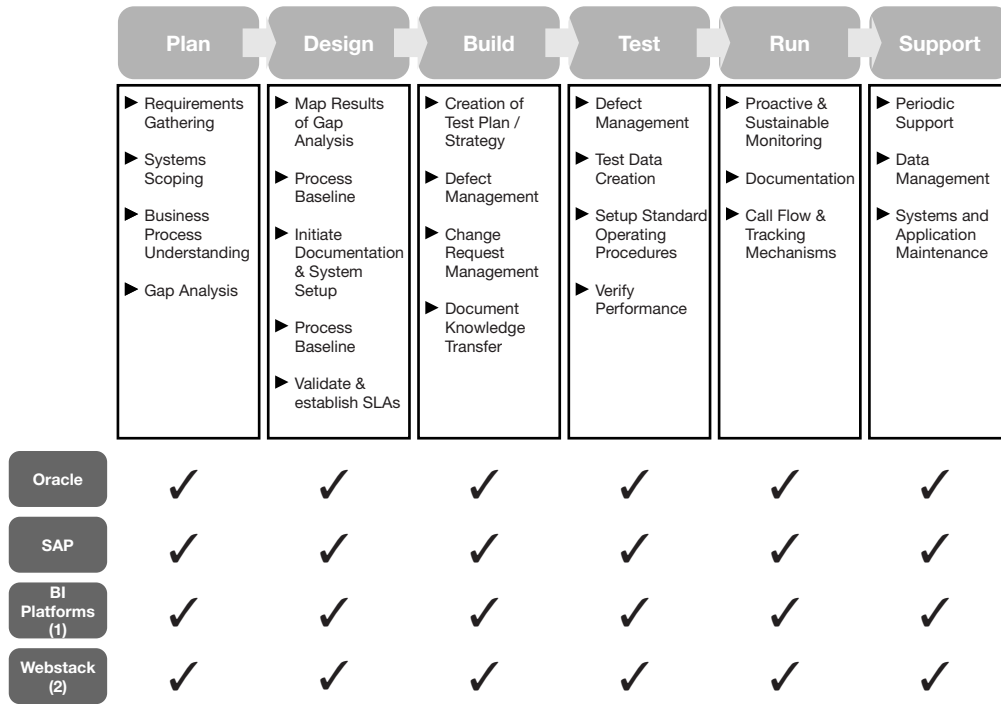 Plan
Design
Build
Test
Run
Support
▶ Requirements
Gathering
▶ Systems
Scoping
▶ Business
Process
Understanding
▶ Gap Analysis
▶ Map Results
of Gap
Analysis
▶ Process
Baseline
▶ Initiate
Documentation
& System
Setup
▶ Process
Baseline
▶ Validate &
establish SLAs
▶ Creation of
Test Plan /
Strategy
▶ Defect
Management
▶ Change
Request
Management
▶ Document
Knowledge
Transfer
▶ Defect
Management
▶ Test Data
Creation
▶ Setup Standard
Operating
Procedures
▶ Verify
Performance
▶ Proactive &
Sustainable
Monitoring
▶ Documentation
▶ Call Flow &
Tracking
Mechanisms
▶ Periodic
Support
▶ Data
Management
▶ Systems and
Application
Maintenance
Oracle ✓ ✓ ✓ ✓ ✓ ✓
SAP ✓ ✓ ✓ ✓ ✓ ✓
BI
Platforms
(1) ✓ ✓ ✓ ✓ ✓ ✓
Webstack
(2) ✓ ✓ ✓ ✓ ✓ ✓